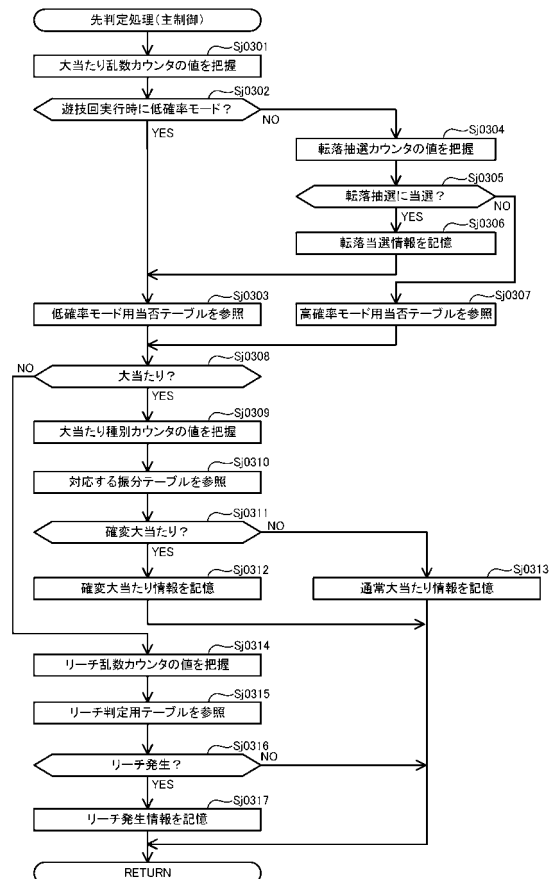 先判定処理(主制御)
Sj0301
大当たり乱数カウンタの値を把握
Sj0302
遊技回実行時に低確率モード？
NO
YES
Sj0304
転落抽選カウンタの値を把握
Sj0305
転落抽選に当選？
NO
YES
Sj0306
転落当選情報を記憶
Sj0303
低確率モード用当否テーブルを参照
Sj0307
高確率モード用当否テーブルを参照
Sj0308
NO
大当たり？
YES
Sj0309
大当たり種別カウンタの値を把握
Sj0310
対応する振分テーブルを参照
Sj0311
確変大当たり？
NO
YES
Sj0312
確変大当たり情報を記憶
Sj0313
通常大当たり情報を記憶
Sj0314
リーチ乱数カウンタの値を把握
Sj0315
リーチ判定用テーブルを参照
Sj0316
リーチ発生？
NO
YES
Sj0317
リーチ発生情報を記憶
RETURN